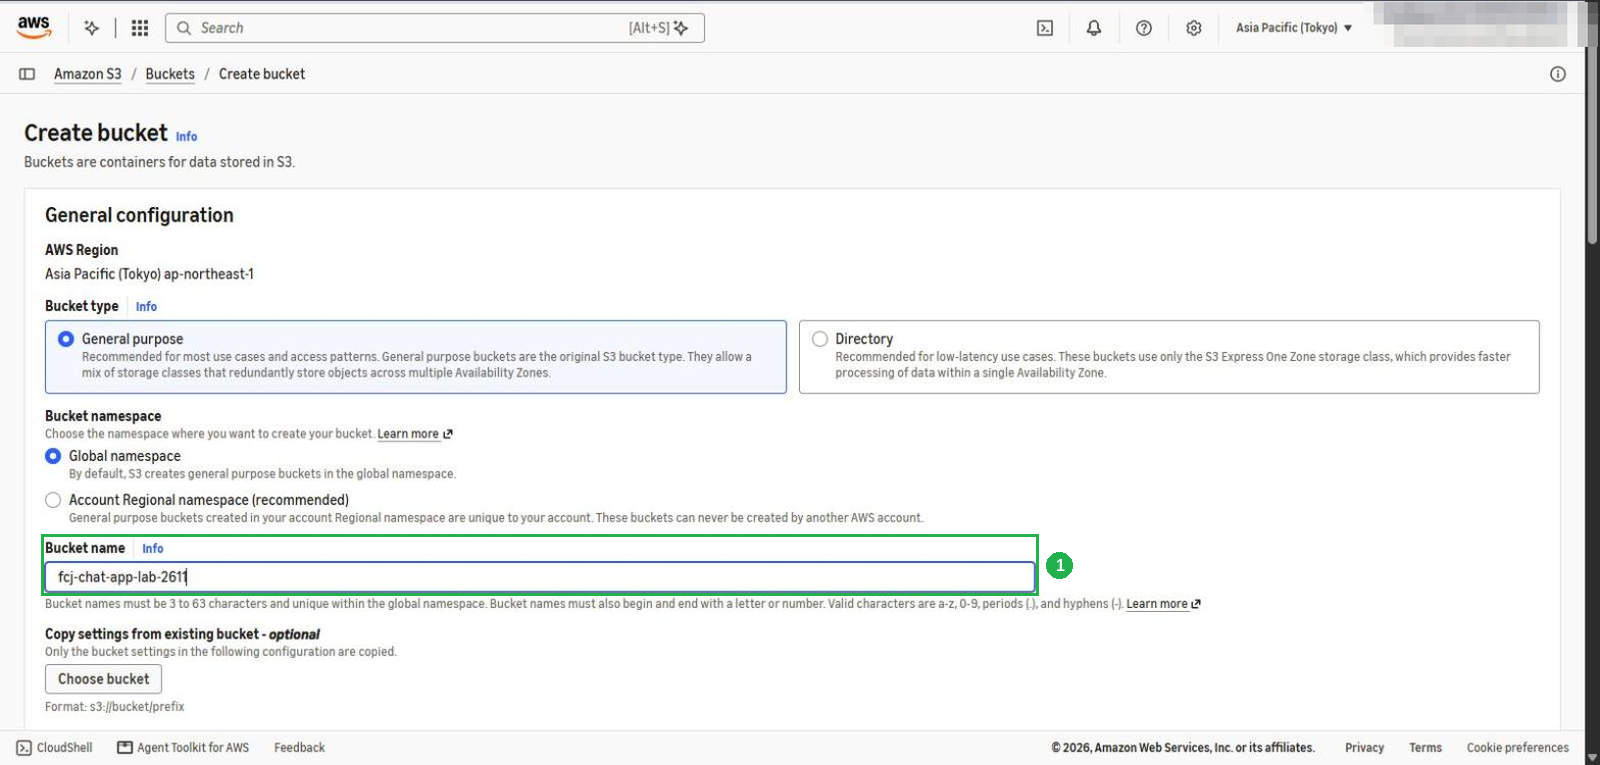 aws
Search [Alt+S]
Asia Pacific (Tokyo)
Amazon S3 / Buckets / Create bucket
Create bucket Info
Buckets are containers for data stored in S3.
General configuration
AWS Region
Asia Pacific (Tokyo) ap-northeast-1
Bucket type Info
General purpose
Recommended for most use cases and access patterns. General purpose buckets are the original S3 bucket type. They allow a
mix of storage classes that redundantly store objects across multiple Availability Zones.
Directory
Recommended for low-latency use cases. These buckets use only the S3 Express One Zone storage class, which provides faster
processing of data within a single Availability Zone.
Bucket namespace
Choose the namespace where you want to create your bucket. Learn more
Global namespace
By default, S3 creates general purpose buckets in the global namespace.
Account Regional namespace (recommended)
General purpose buckets created in your account Regional namespace are unique to your account. These buckets can never be created by another AWS account.
Bucket name Info
fcj-chat-app-lab-2611
1
Bucket names must be 3 to 63 characters and unique within the global namespace. Bucket names must also begin and end with a letter or number. Valid characters are a-z, 0-9, periods (.), and hyphens (-). Learn more
Copy settings from existing bucket - optional
Only the bucket settings in the following configuration are copied.
Choose bucket
Format: s3://bucket/prefix
CloudShell Agent Toolkit for AWS Feedback © 2026, Amazon Web Services, Inc. or its affiliates. Privacy Terms Cookie preferences